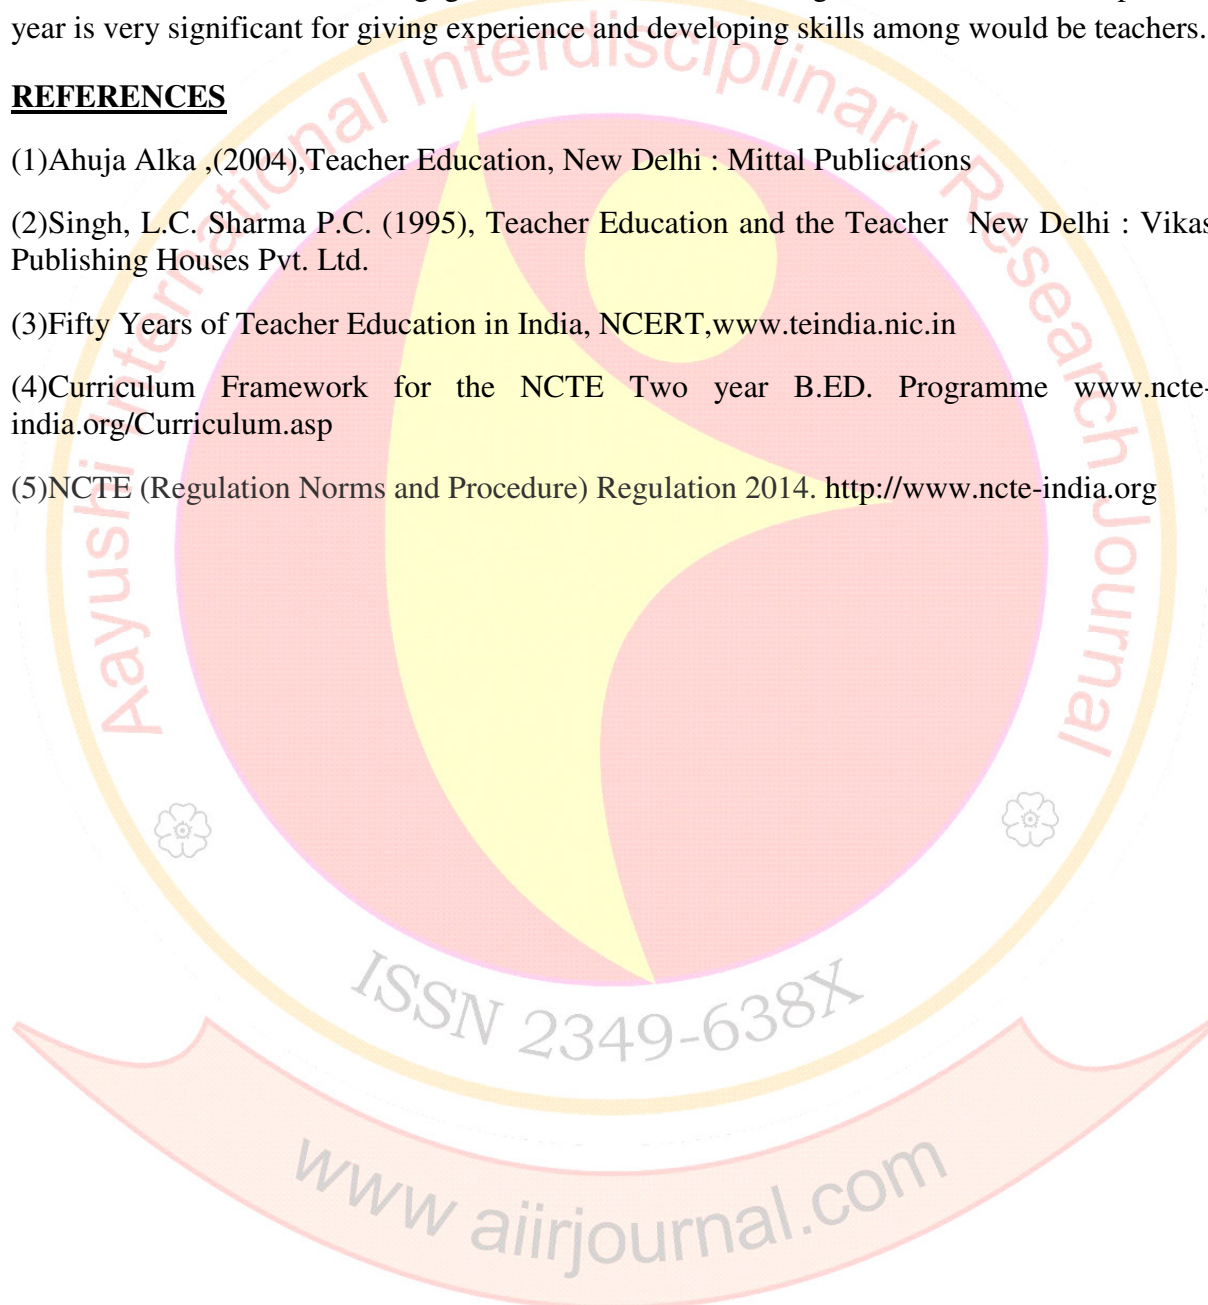 year is very significant for giving experience and developing skills among would be teachers.
REFERENCES
(1)Ahuja Alka ,(2004),Teacher Education, New Delhi : Mittal Publications
(2)Singh, L.C. Sharma P.C. (1995), Teacher Education and the Teacher New Delhi : Vikas
Publishing Houses Pvt. Ltd.
(3)Fifty Years of Teacher Education in India, NCERT,www.teindia.nic.in
(4)Curriculum Framework for the NCTE Two year B.ED. Programme www.ncte-
india.org/Curriculum.asp
(5)NCTE (Regulation Norms and Procedure) Regulation 2014. http://www.ncte-india.org
Aayushi International Interdisciplinary Research Journal
ISSN 2349-638X
www aiirjournal.com